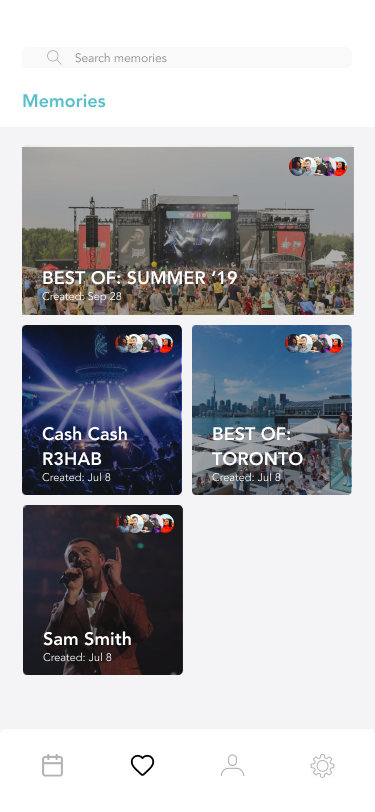 Search memories
Memories
BEST OF: SUMMER ‘19
Created: Sep 28
Cash Cash
R3HAB
Created: Jul 8
BEST OF:
TORONTO
Created: Jul 8
Sam Smith
Created: Jul 8